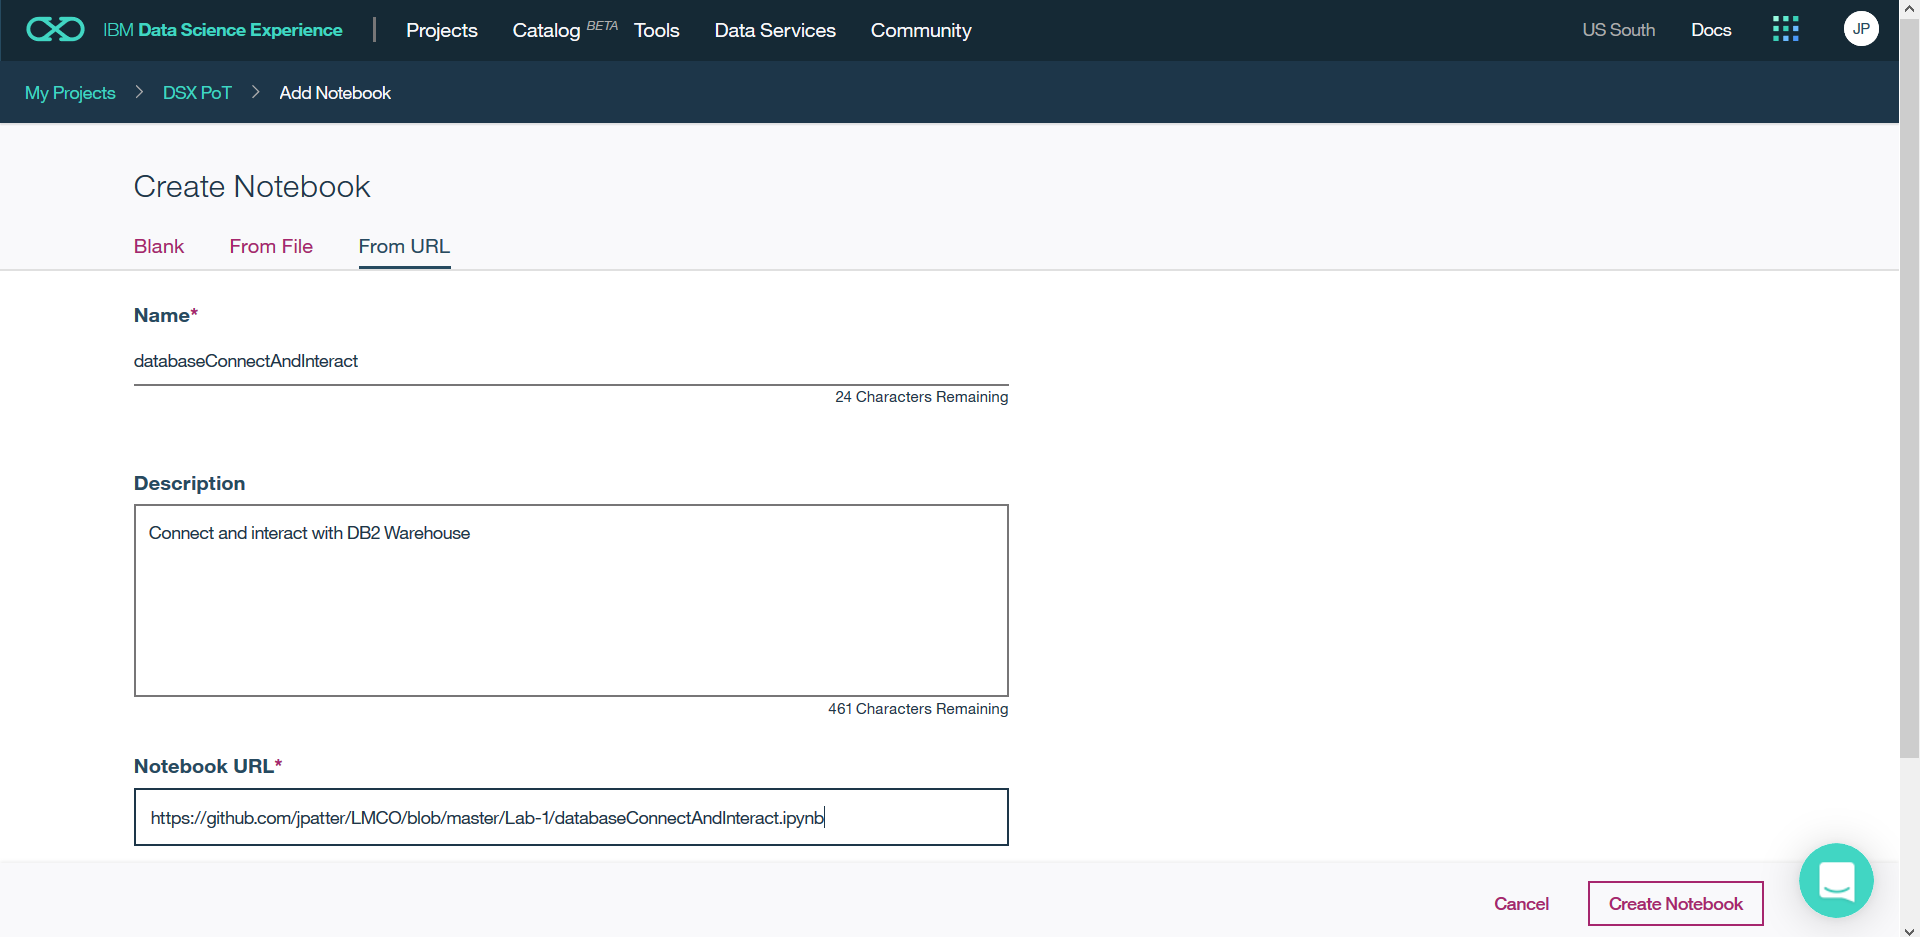 IBM Data Science Experience | Projects Catalog BETA Tools Data Services Community US South Docs JP
My Projects > DSX PoT > Add Notebook
Create Notebook
Blank From File From URL
Name*
databaseConnectAndInteract
24 Characters Remaining
Description
Connect and interact with DB2 Warehouse
461 Characters Remaining
Notebook URL*
https://github.com/jpatter/LMCO/blob/master/Lab-1/databaseConnectAndInteract.ipynb
Cancel Create Notebook